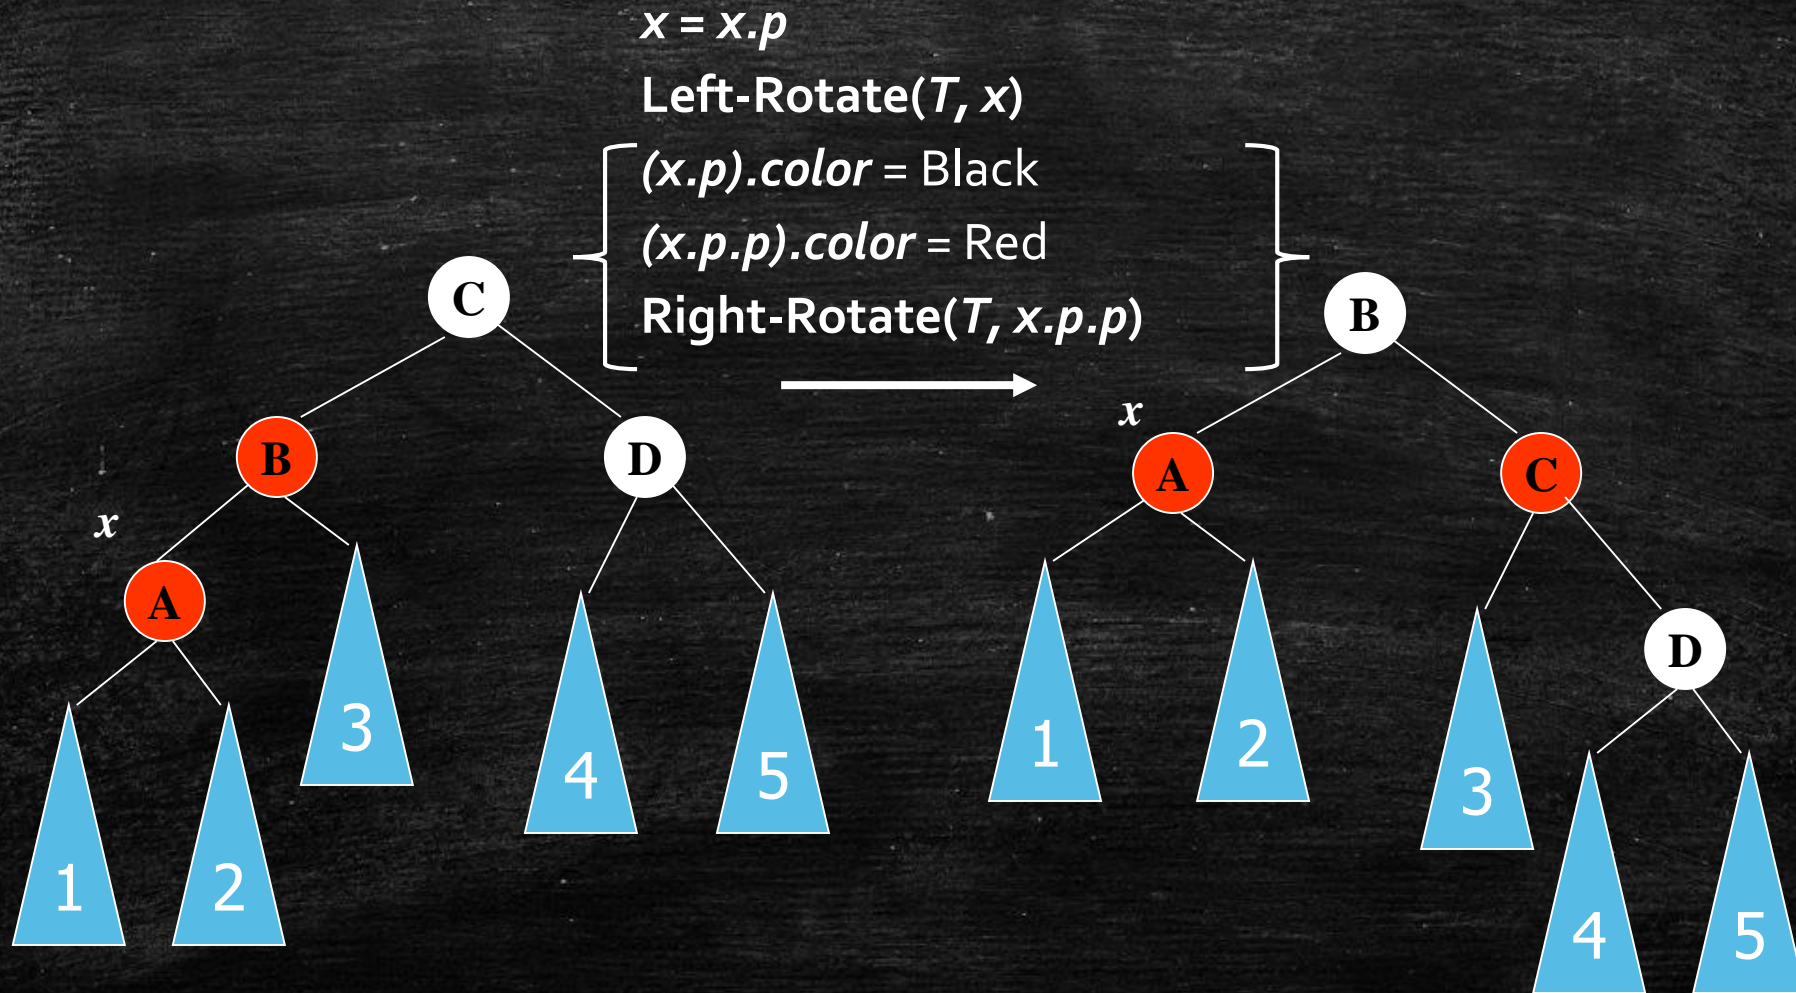 x = x.p
Left-Rotate(T, x)
(x.p).color = Black
(x.p.p).color = Red
Right-Rotate(T, x.p.p)
C
B
B
D
x
A
C
x
A
D
3
1
2
4
5
3
1
2
4
5